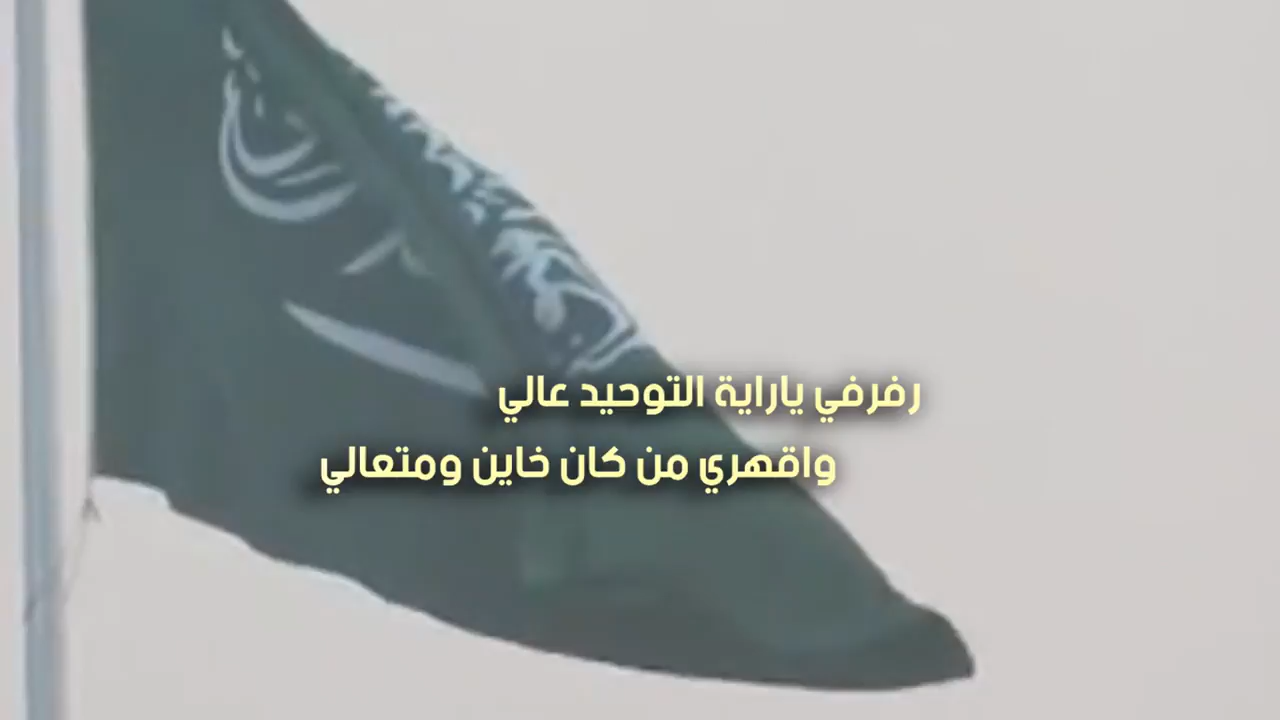 رفرفي ياراية التوحيد عالي
واقهري من كان خاين ومتعالي